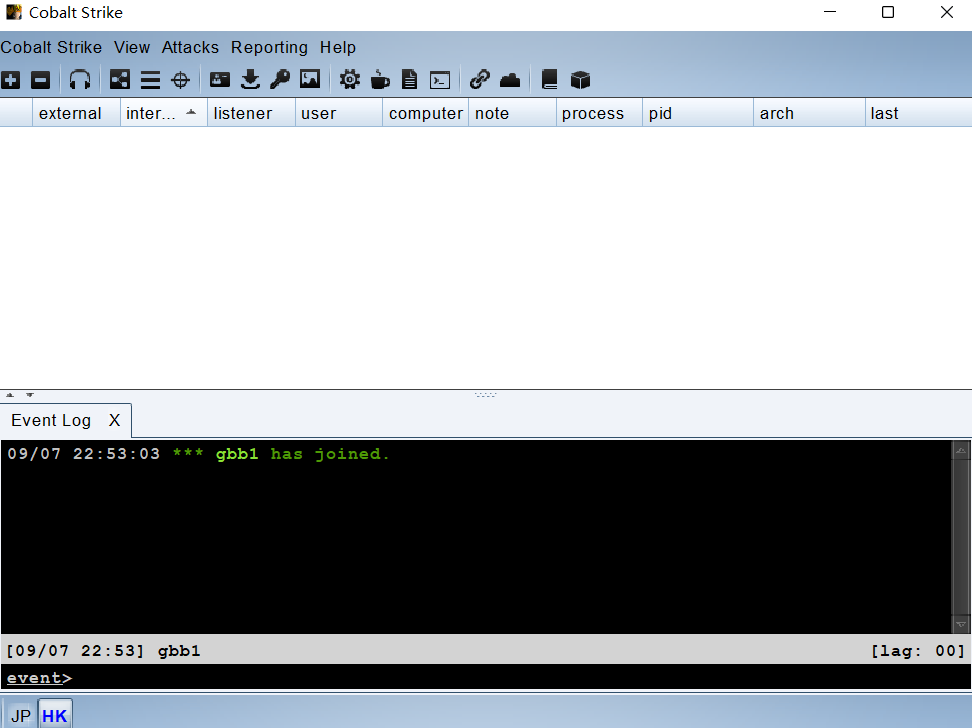 Cobalt Strike
Cobalt Strike View Attacks Reporting Help
external inter... listener user computer note process pid arch last
Event Log X
09/07 22:53:03 *** gbb1 has joined.
[09/07 22:53] gbb1 [lag: 00]
event>
JP HK